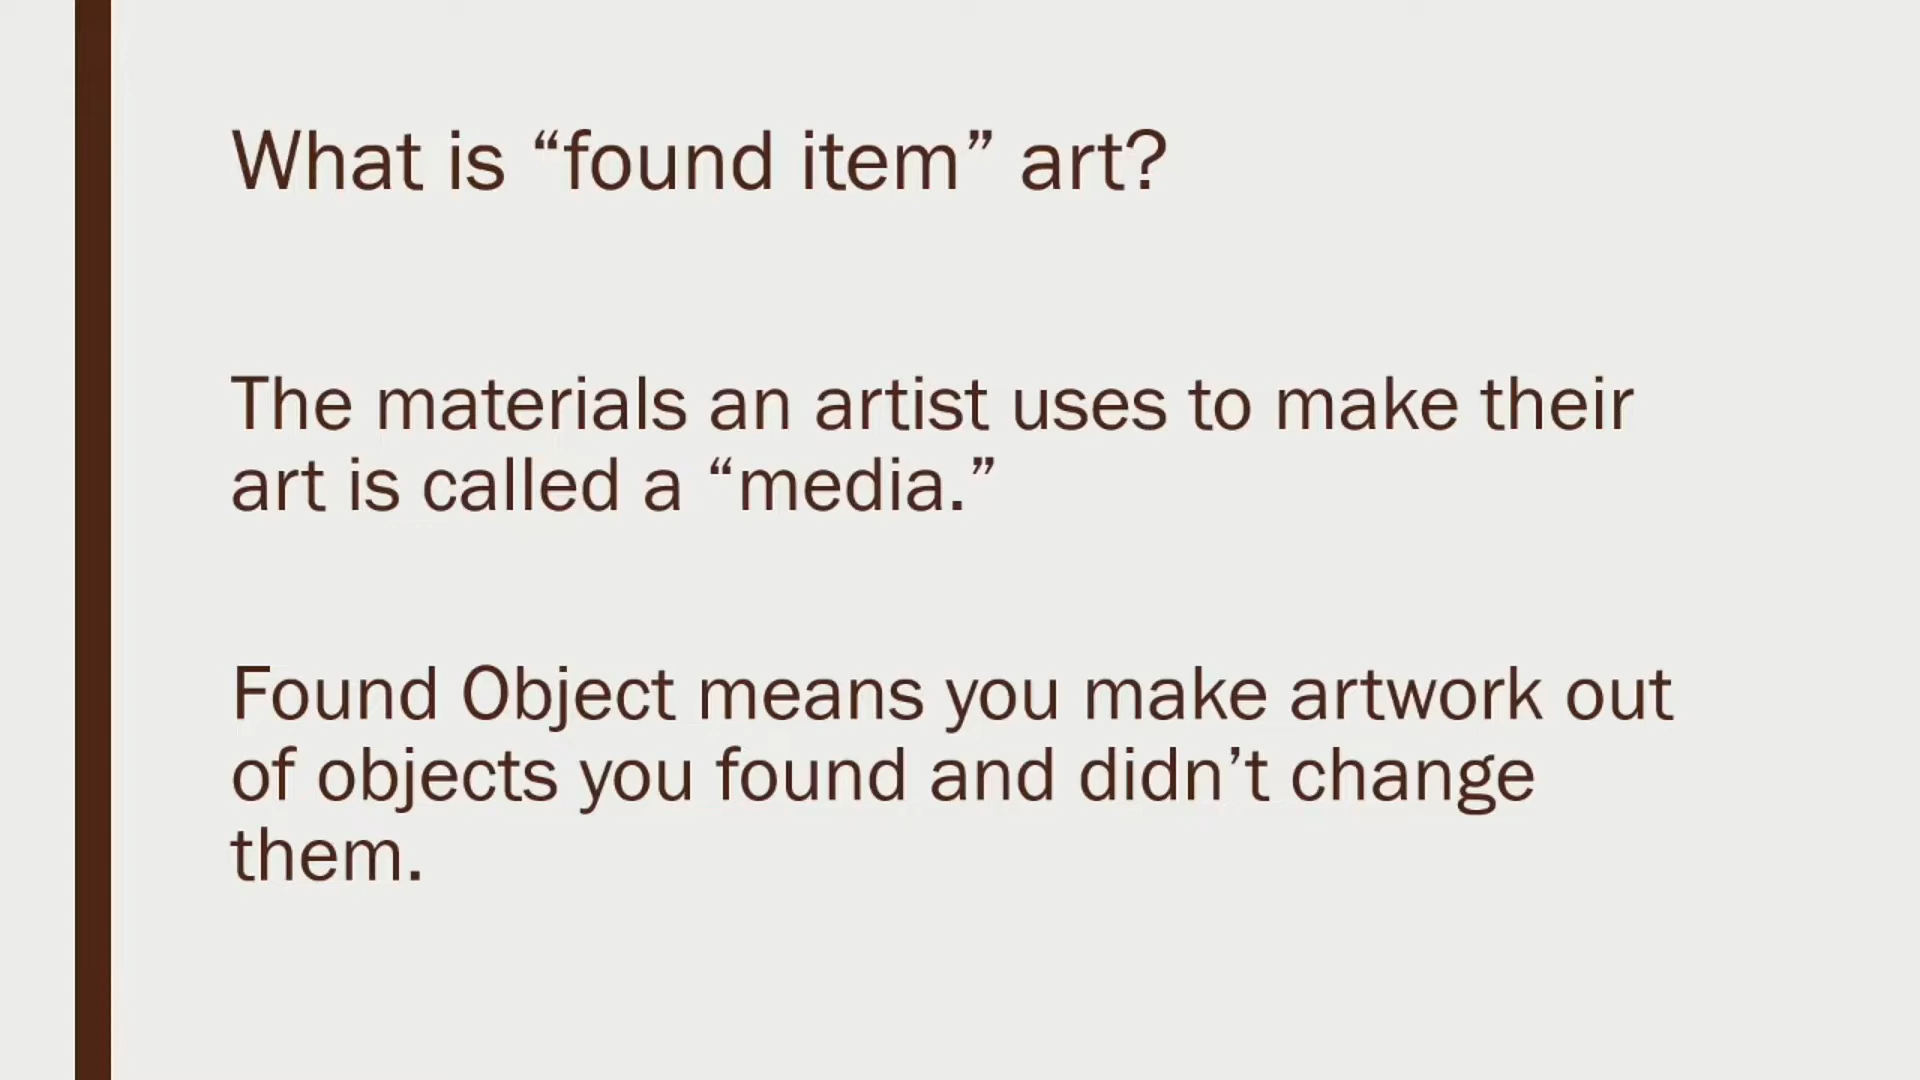 What is “found item” art?
The materials an artist uses to make their
art is called a “media.”
Found Object means you make artwork out
of objects you found and didn’t change
them.